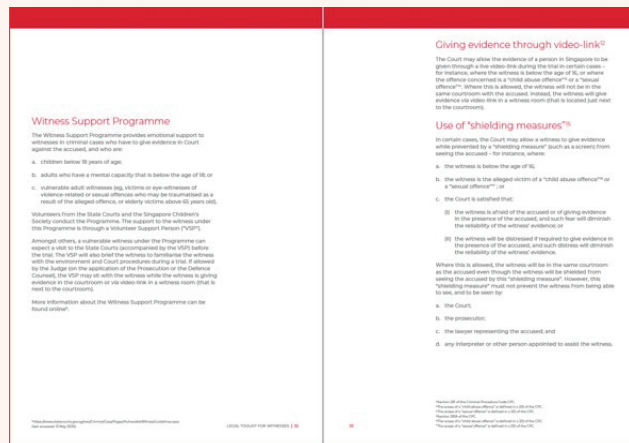 Witness Support Programme
The Witness Support Programme provides emotional support to
witnesses in criminal cases who have to give evidence in Court
against the accused, and who are:
a. children below 18 years of age;
b. adults who have a mental capacity that is below the age of 18; or
c. vulnerable adult witnesses (eg, victims or eye-witnesses of
violence-related or sexual offences who may be traumatised as a
result of the alleged offence, or elderly victims above 65 years old).
Volunteers from the State Courts and the Singapore Children's
Society conduct the Programme. The support to the witness under
this Programme is through a Volunteer Support Person ("VSP").
Amongst others, a vulnerable witness under the Programme can
expect a visit to the State Courts (accompanied by the VSP) before
the trial. The VSP will also brief the witness to familiarise the witness
with the environment and Court procedures during a trial. If allowed
by the Judge (on the application of the Prosecution or the Defence
Counsel), the VSP may sit with the witness while the witness is giving
evidence in the courtroom or via video-link in a witness room (that is
next to the courtroom).
More information about the Witness Support Programme can be
found online
LEGAL TOOLKIT FOR WITNESSES |
Giving evidence through video-link¹²
The Court may allow the evidence of a person in Singapore to be
given through a live video-link during the trial in certain cases –
for instance, where the witness is below the age of 16, or where
the offence concerned is a "child abuse offence" or a "sexual
offence". Where this is allowed, the witness will not be in the
same courtroom with the accused. Instead, the witness will give
evidence via video-link in a witness room (that is located just next
to the courtroom).
Use of "shielding measures"¹⁵
In certain cases, the Court may allow a witness to give evidence
while prevented by a "shielding measure" (such as a screen) from
seeing the accused – for instance, where:
a. the witness is below the age of 16;
b. the witness is the alleged victim of a "child abuse offence" or
a "sexual offence"; or
c. the Court is satisfied that:
(i) the witness is afraid of the accused or of giving evidence
in the presence of the accused, and such fear will diminish
the reliability of the witness' evidence; or
(ii) the witness will be distressed if required to give evidence in
the presence of the accused, and such distress will diminish
the reliability of the witness' evidence.
Where this is allowed, the witness will be in the same courtroom
as the accused even though the witness will be shielded from
seeing the accused by this "shielding measure". However, this
"shielding measure" must not prevent the witness from being able
to see, and to be seen by:
a. the Court;
b. the prosecutor;
c. the lawyer representing the accused; and
d. any interpreter or other person appointed to assist the witness.